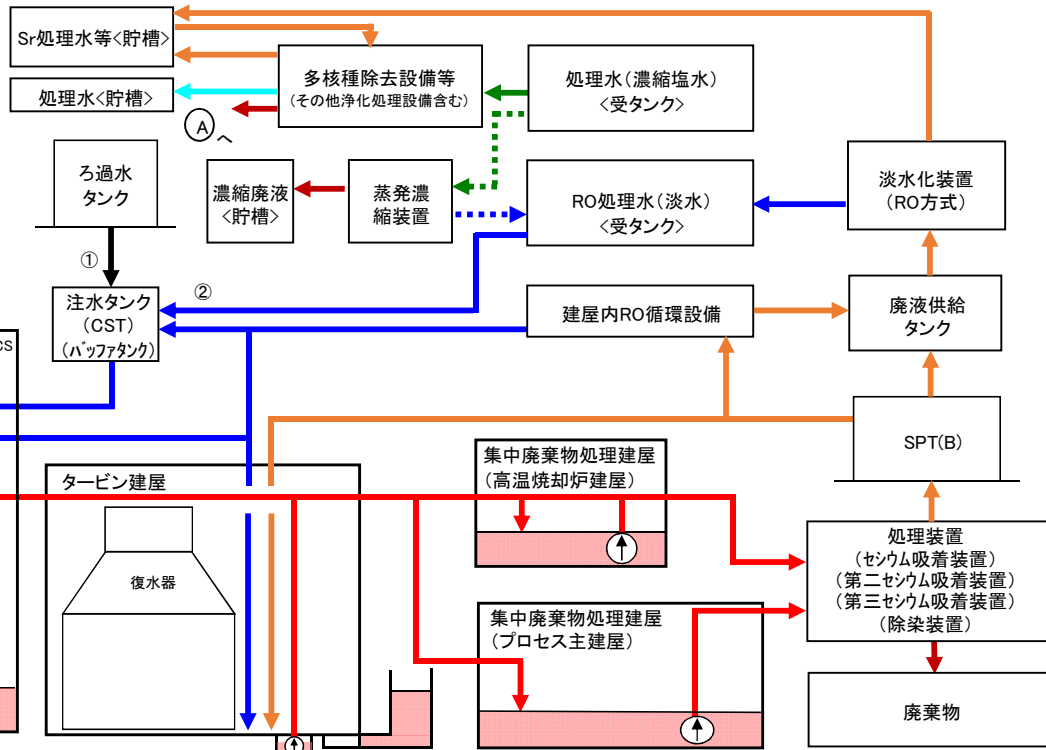 Sr処理水等<貯槽>
処理水<貯槽>
多核種除去設備等
(その他浄化処理設備含む)
Aへ
処理水(濃縮塩水)
<受タンク>
ろ過水
タンク
濃縮廃液
<貯槽>
蒸発濃
縮装置
RO処理水(淡水)
<受タンク>
淡水化装置
(RO方式)
①
②
注水タンク
(CST)
(バッファタンク)
建屋内RO循環設備
廃液供給
タンク
CS
SPT(B)
タービン建屋
復水器
集中廃棄物処理建屋
(高温焼却炉建屋)
処理装置
(セシウム吸着装置)
(第二セシウム吸着装置)
(第三セシウム吸着装置)
(除染装置)
集中廃棄物処理建屋
(プロセス主建屋)
廃棄物